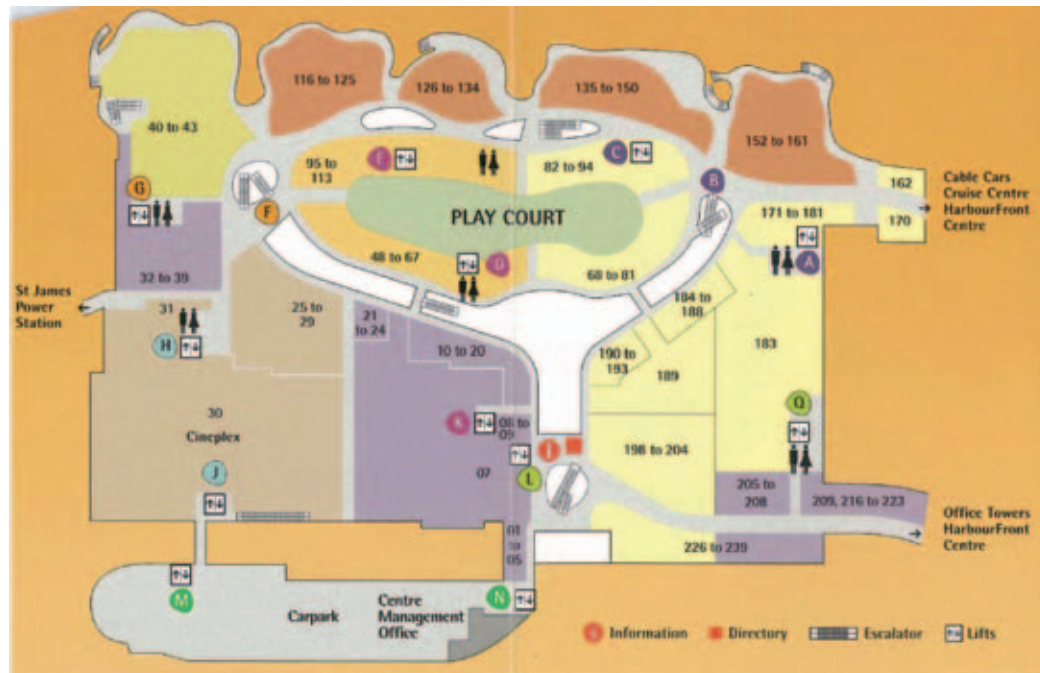 116 to 125
126 to 134
135 to 150
40 to 43
152 to 161
95 to
113
E
C
82 to 94
B
162
Cable Cars
Cruise Centre
HarbourFront
Centre
G
F
PLAY COURT
171 to 181
170
48 to 67
D
A
32 to 39
68 to 81
St James
Power
Station
31
25 to
29
21
to 24
184 to
188
H
10 to 20
190 to
193
183
189
30
Cineplex
K
08 to
09
Q
198 to 204
J
07
L
205 to
208
209, 216 to 223
01
to
05
226 to 239
Office Towers
HarbourFront
Centre
M
N
Carpark
Centre
Management
Office
Information
Directory
Escalator
Lifts